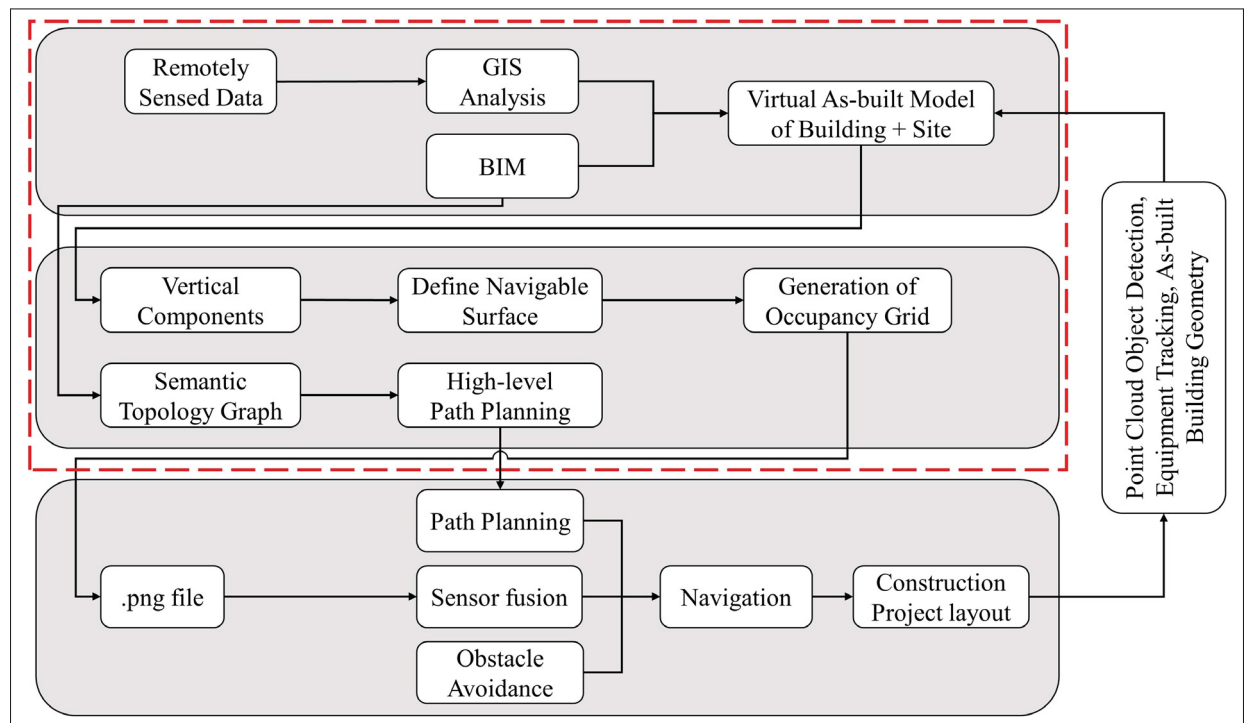 Remotely
Sensed Data
GIS
Analysis
BIM
Virtual As-built Model
of Building + Site
Vertical
Components
Define Navigable
Surface
Generation of
Occupancy Grid
Semantic
Topology Graph
High-level
Path Planning
Path Planning
.png file
Sensor fusion
Obstacle
Avoidance
Navigation
Construction
Project layout
Point Cloud Object Detection,
Equipment Tracking, As-built
Building Geometry